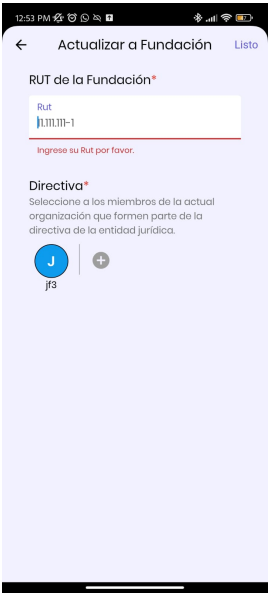 12:53 PM
Actualizar a Fundación
Listo
RUT de la Fundación*
Rut
11.111.111-1
Ingrese su Rut por favor.
Directiva*
Seleccione a los miembros de la actual
organización que formen parte de la
directiva de la entidad jurídica.
J
jf3